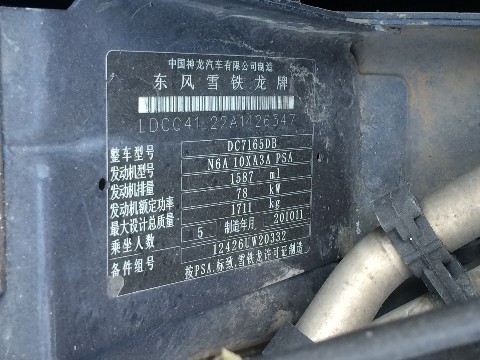 中国神龙汽车有限公司制造
东风雪铁龙牌
整车型号 DC7165DB
发动机型号 N6A 10XA3A PSA
发动机排量 1587 ml
发动机额定功率 78 kW
最大设计总质量 1711 kg
乘坐人数 5 制造年月 201011
备件组号 12426UW20332
按PSA.标致.雪铁龙许可证制造